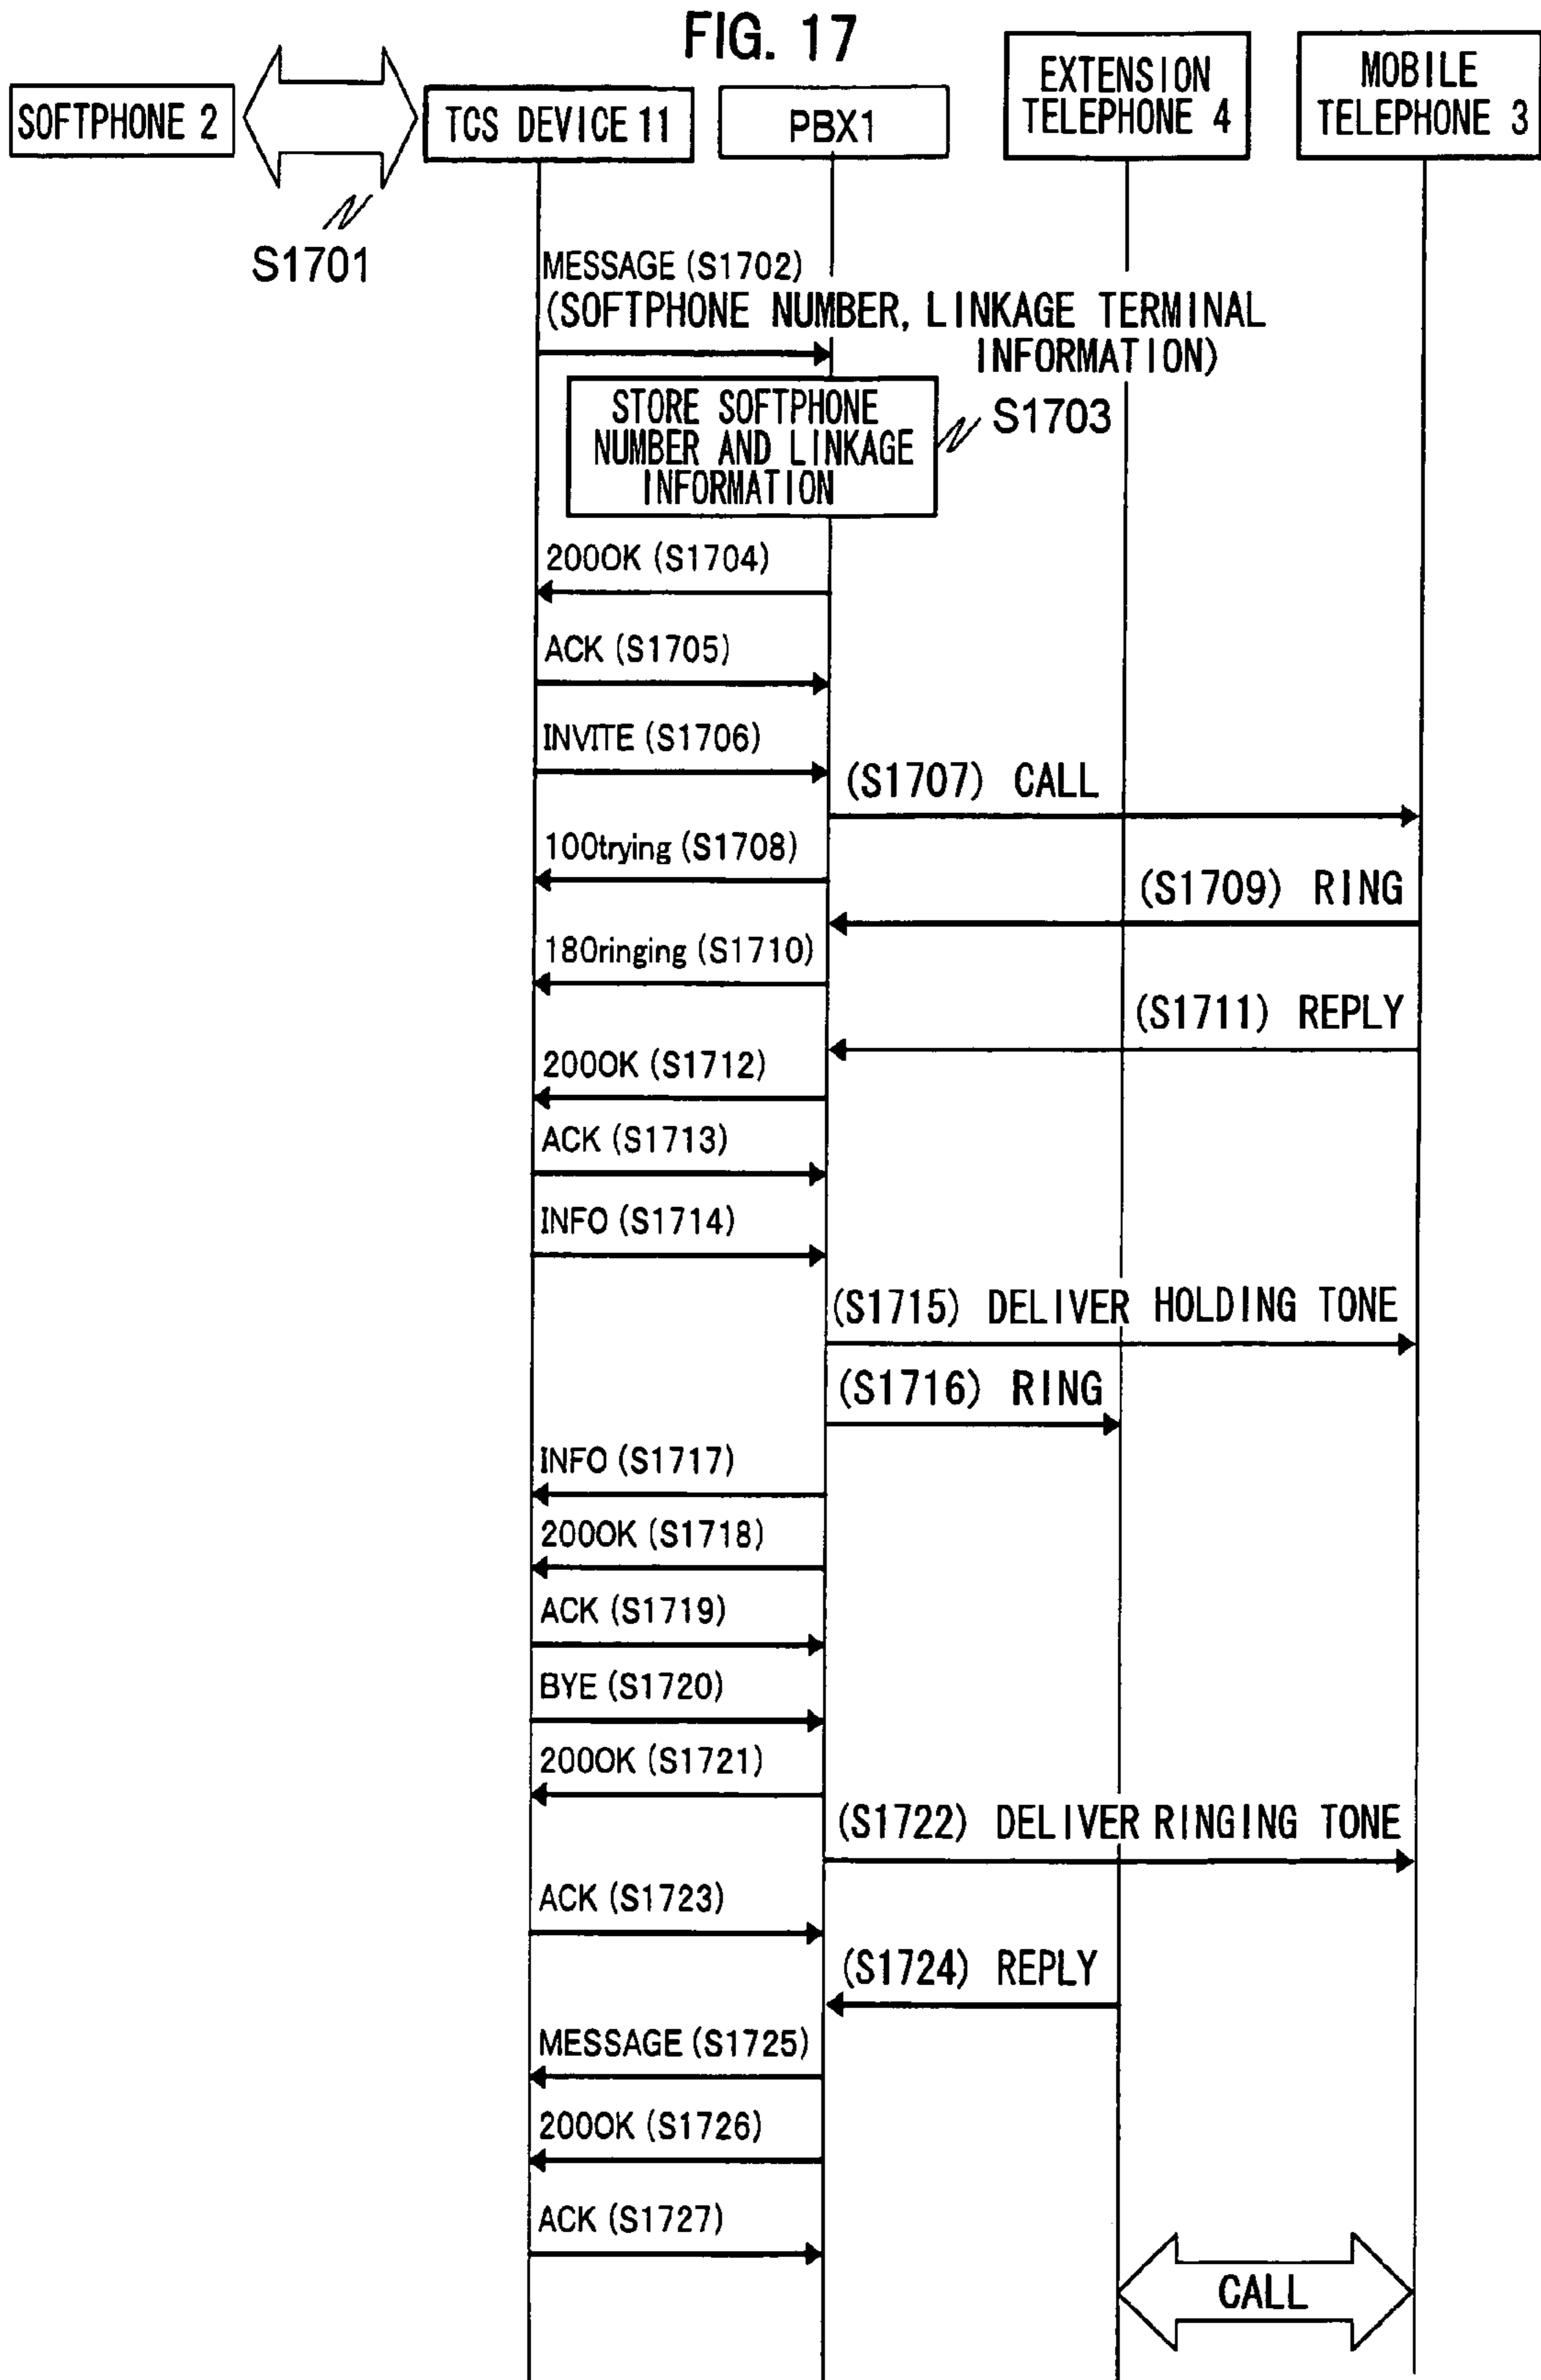 FIG. 17
SOFTPHONE 2
TCS DEVICE 11
PBX1
EXTENSION
TELEPHONE 4
MOBILE
TELEPHONE 3
S1701
MESSAGE (S1702)
(SOFTPHONE NUMBER, LINKAGE TERMINAL
INFORMATION)
STORE SOFTPHONE
NUMBER AND LINKAGE
INFORMATION
S1703
200OK (S1704)
ACK (S1705)
INVITE (S1706)
(S1707) CALL
100trying (S1708)
(S1709) RING
180ringing (S1710)
(S1711) REPLY
200OK (S1712)
ACK (S1713)
INFO (S1714)
(S1715) DELIVER HOLDING TONE
(S1716) RING
INFO (S1717)
200OK (S1718)
ACK (S1719)
BYE (S1720)
200OK (S1721)
(S1722) DELIVER RINGING TONE
ACK (S1723)
(S1724) REPLY
MESSAGE (S1725)
200OK (S1726)
ACK (S1727)
CALL